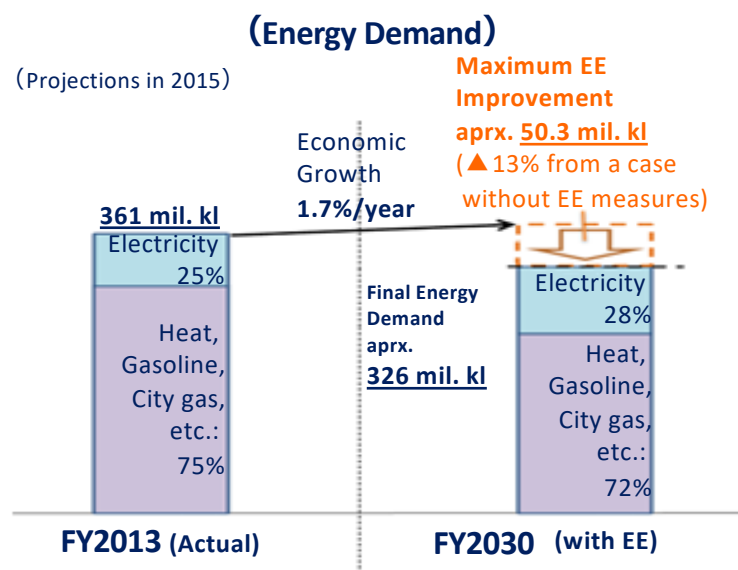 （Energy Demand）
（Projections in 2015）
Maximum EE
Improvement
aprx. 50.3 mil. kl
(▲13% from a case
without EE measures)
Economic
Growth
1.7%/year
361 mil. kl
Electricity
25%
Heat,
Gasoline,
City gas,
etc.:
75%
Final Energy
Demand
aprx.
326 mil. kl
Electricity
28%
Heat,
Gasoline,
City gas,
etc.:
72%
FY2013 (Actual)
FY2030 (with EE)